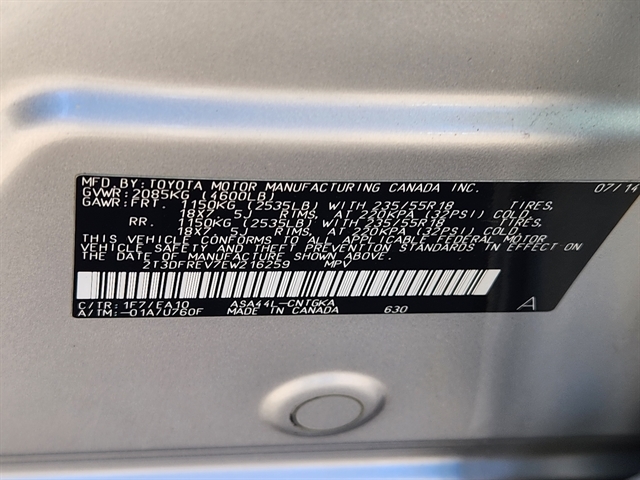 MFD. BY: TOYOTA MOTOR MANUFACTURING CANADA INC. 07/14
GVWR: 2085KG (4600LB)
GAWR: FRT. 1150KG (2535LB) WITH 235/55R18 TIRES,
18X7.5J RIMS, AT 220KPA (32PSI) COLD.
RR. 1150KG (2535LB) WITH 235/55R18 TIRES,
18X7.5J RIMS, AT 220KPA (32PSI) COLD.
THIS VEHICLE CONFORMS TO ALL APPLICABLE FEDERAL MOTOR
VEHICLE SAFETY AND THEFT PREVENTION STANDARDS IN EFFECT ON
THE DATE OF MANUFACTURE SHOWN ABOVE.
2T3DFREV7EW216259 MPV
C/TR: 1F7/EA10 ASA44L-CNTGKA A
A/TM: -01A/U760F MADE IN CANADA 630